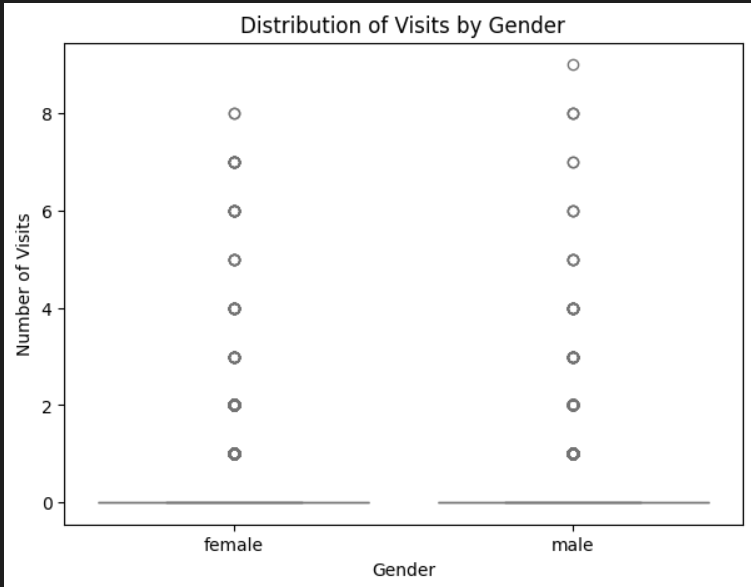 Distribution of Visits by Gender
8
6
4
2
0
Number of Visits
female male
Gender